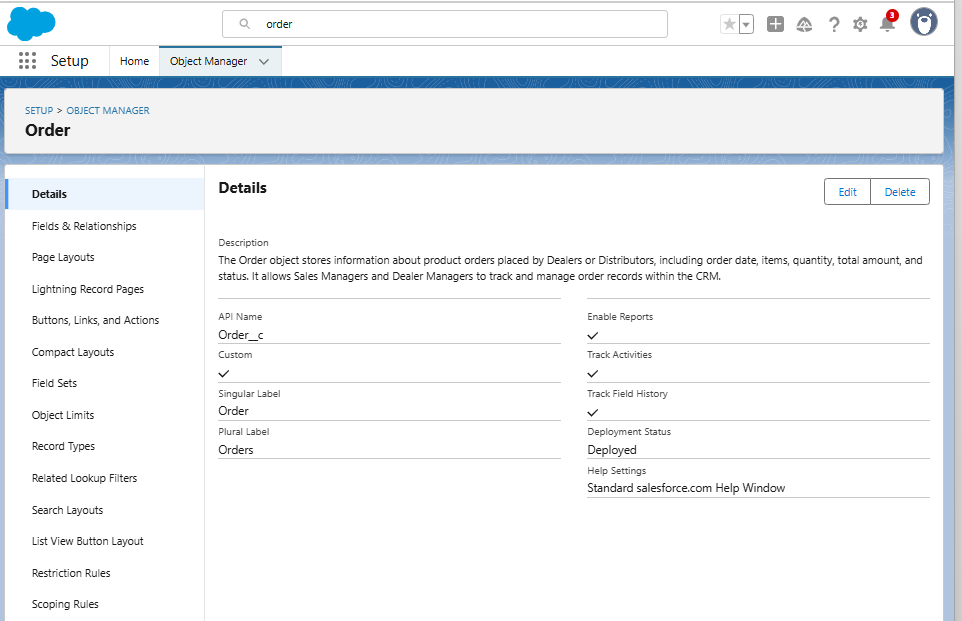 order
3
Setup
Home
Object Manager
SETUP > OBJECT MANAGER
Order
Details
Fields & Relationships
Page Layouts
Lightning Record Pages
Buttons, Links, and Actions
Compact Layouts
Field Sets
Object Limits
Record Types
Related Lookup Filters
Search Layouts
List View Button Layout
Restriction Rules
Scoping Rules
Details
Edit
Delete
Description
The Order object stores information about product orders placed by Dealers or Distributors, including order date, items, quantity, total amount, and
status. It allows Sales Managers and Dealer Managers to track and manage order records within the CRM.
API Name
Order__c
Custom
Singular Label
Order
Plural Label
Orders
Enable Reports
Track Activities
Track Field History
Deployment Status
Deployed
Help Settings
Standard salesforce.com Help Window